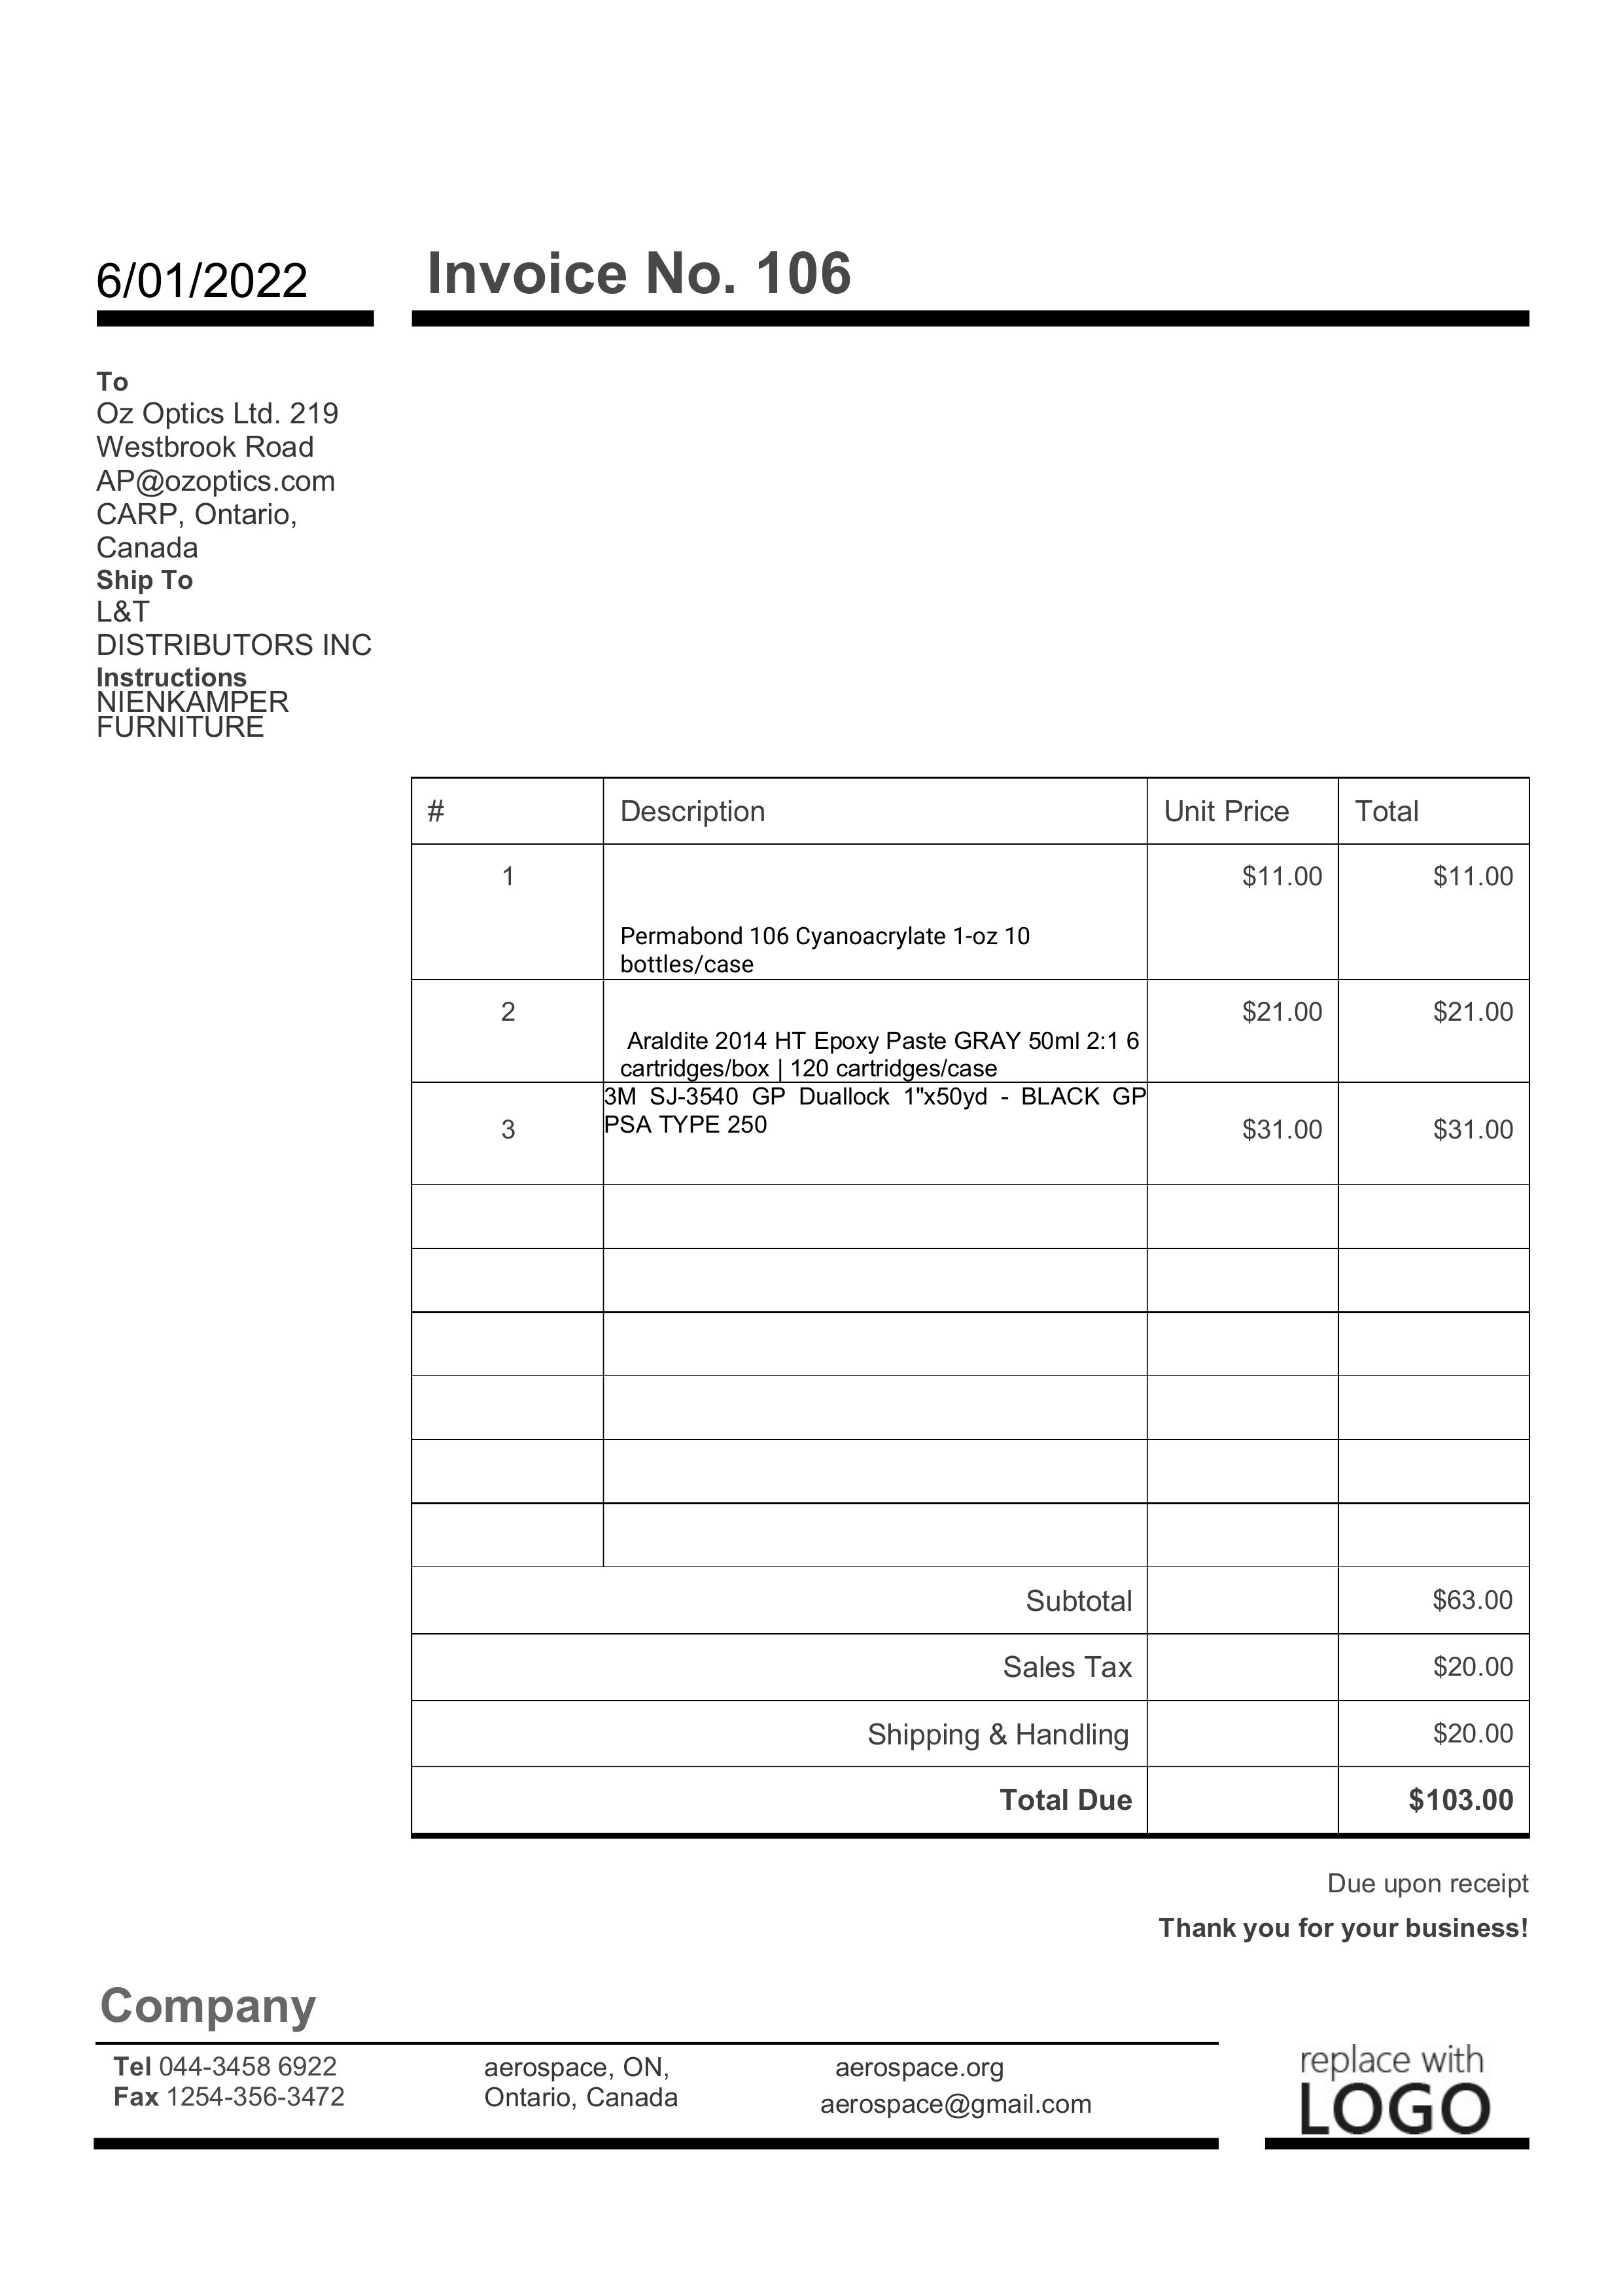 6/01/2022
Invoice No. 106
To
Oz Optics Ltd. 219
Westbrook Road
AP@ozoptics.com
CARP, Ontario,
Canada
Ship To
L&T
DISTRIBUTORS INC
Instructions
NIENKAMPER
FURNITURE
# Description Unit Price Total
1 $11.00 $11.00
Permabond 106 Cyanoacrylate 1-oz 10
bottles/case
2 $21.00 $21.00
Araldite 2014 HT Epoxy Paste GRAY 50ml 2:1 6
cartridges/box | 120 cartridges/case
3M SJ-3540 GP Duallock 1"x50yd - BLACK GP
PSA TYPE 250
3 $31.00 $31.00
Subtotal $63.00
Sales Tax $20.00
Shipping & Handling $20.00
Total Due $103.00
Due upon receipt
Thank you for your business!
Company
Tel 044-3458 6922
Fax 1254-356-3472
aerospace, ON,
Ontario, Canada
aerospace.org
aerospace@gmail.com
replace with
LOGO